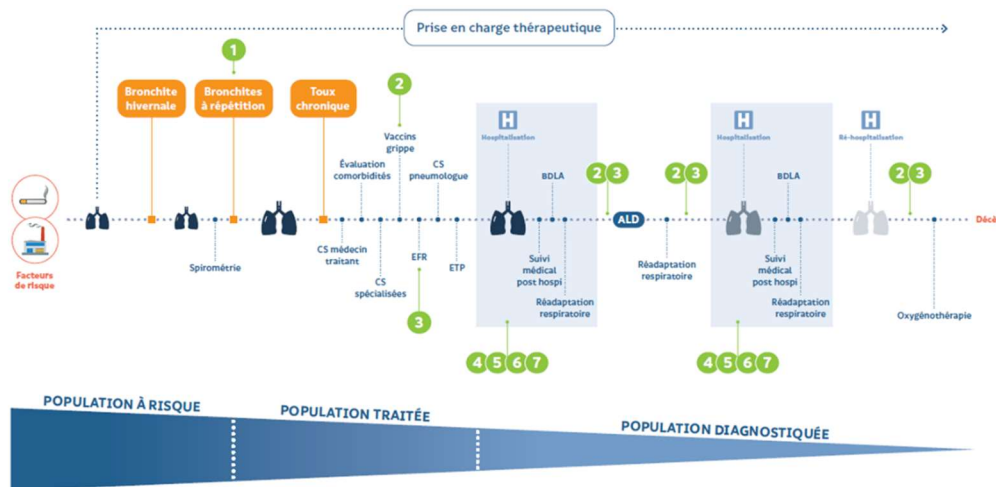 Prise en charge thérapeutique
1
Bronchite
hivernale
Bronchites
à répétition
Toux
chronique
2
Vaccins
grippe
Évaluation
comorbidités
CS
pneumologue
H
Hospitalisation
BDLA
2 3
ALD
2 3
H
Hospitalisation
BDLA
H
Ré-hospitalisation
2 3
Décè
Facteurs
de risque
Spirométrie
CS médecin
traitant
CS
spécialisées
EFR
3
ETP
Suivi
médical
post hospi
Réadaptation
respiratoire
4 5 6 7
Réadaptation
respiratoire
Suivi
médical
post hospi
Réadaptation
respiratoire
4 5 6 7
Oxygénothérapie
POPULATION À RISQUE
POPULATION TRAITÉE
POPULATION DIAGNOSTIQUÉE